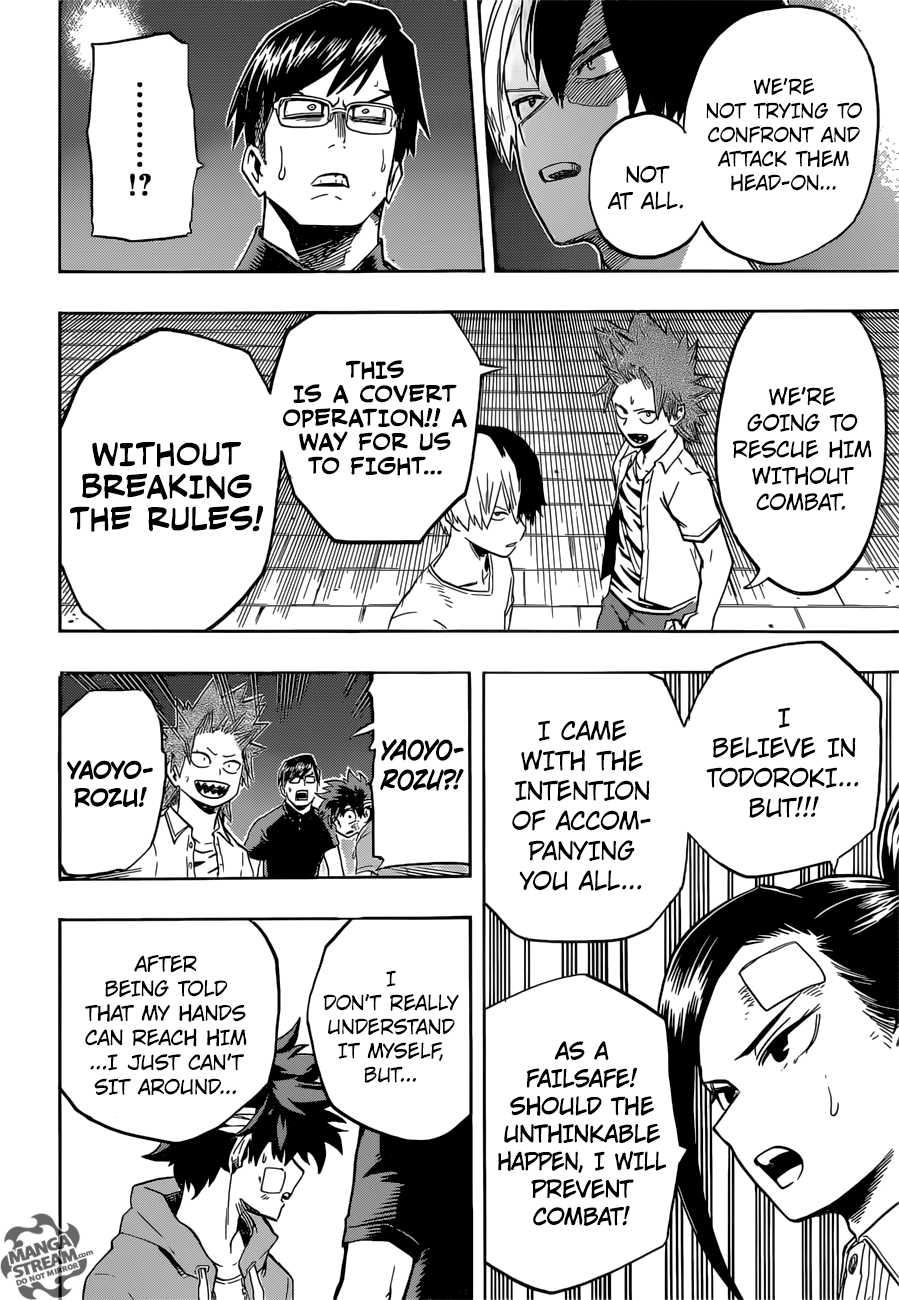 WE'RE
NOT TRYING TO
CONFRONT AND
ATTACK THEM
HEAD-ON...
NOT
AT ALL.
.........
!?
WE'RE
GOING TO
RESCUE HIM
WITHOUT
COMBAT.
THIS
IS A COVERT
OPERATION!! A
WAY FOR US
TO FIGHT...
WITHOUT
BREAKING
THE RULES!
I
BELIEVE IN
TODOROKI...
BUT!!!
I CAME
WITH THE
INTENTION
OF ACCOM-
PANYING
YOU ALL...
AS A
FAILSAFE!
SHOULD THE
UNTHINKABLE
HAPPEN, I WILL
PREVENT
COMBAT!
YAOYO-
ROZU?!
YAOYO-
ROZU!
I
DON'T REALLY
UNDERSTAND
IT MYSELF,
BUT...
AFTER
BEING TOLD
THAT MY HANDS
CAN REACH HIM
...I JUST CAN'T
SIT AROUND...
MANGA
STREAM.com
DO NOT MIRROR